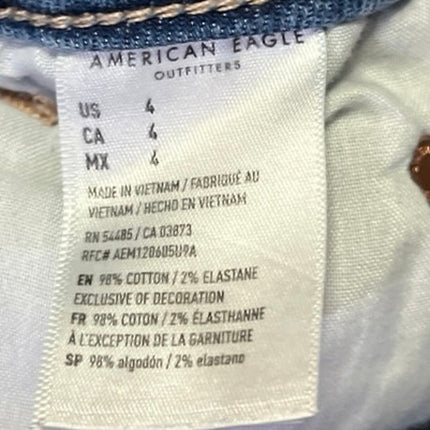 AMERICAN EAGLE
OUTFITTERS
US 4
CA 4
MX 4
MADE IN VIETNAM / FABRIQUÉ AU
VIETNAM / HECHO EN VIETNAM
RN 54485 / CA 03873
RFC# AEM120605U9A
EN 98% COTTON / 2% ELASTANE
EXCLUSIVE OF DECORATION
FR 98% COTON / 2% ÉLASTHANNE
À L'EXCEPTION DE LA GARNITURE
SP 98% algodón / 2% elastano